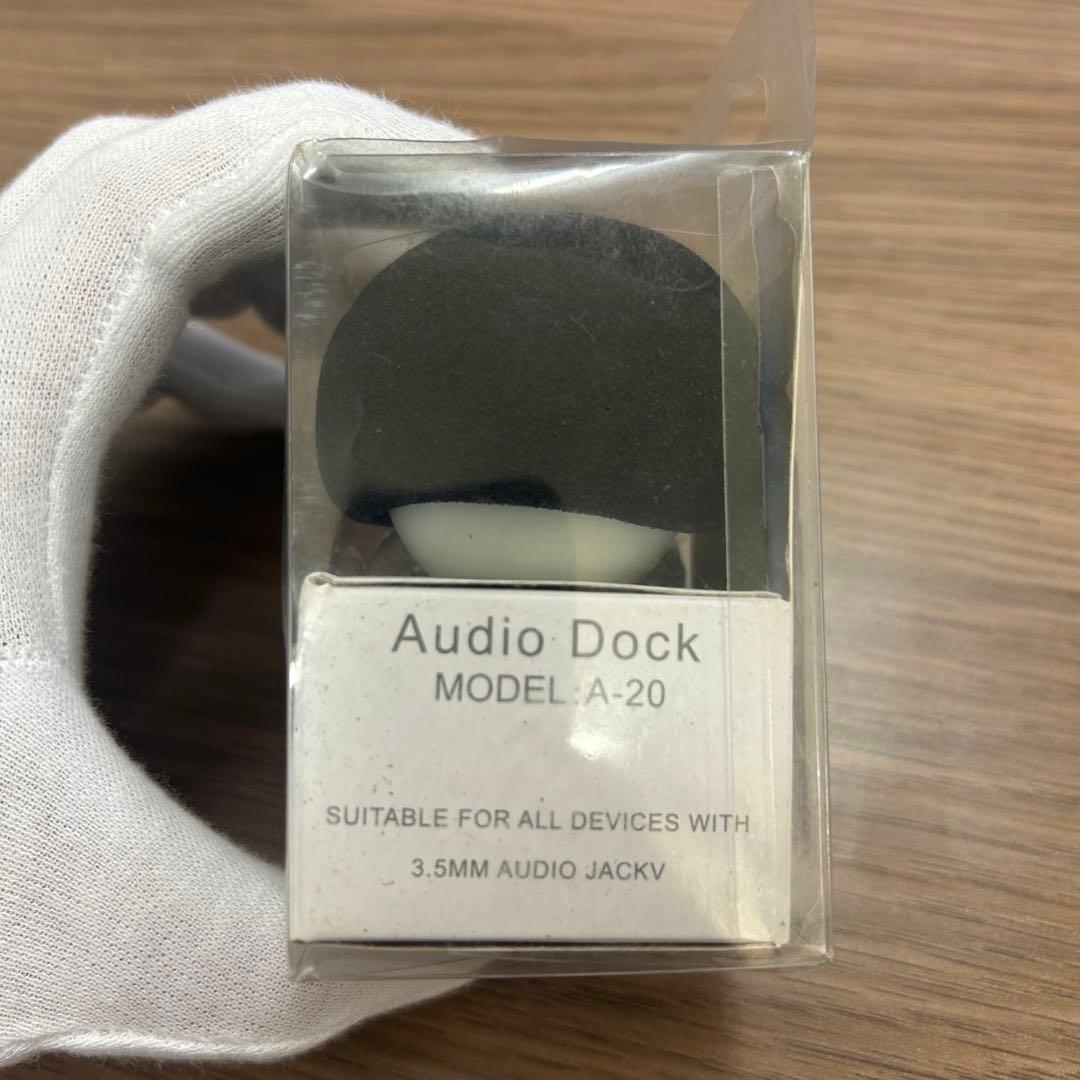 Audio Dock
MODEL:A-20
SUITABLE FOR ALL DEVICES WITH
3.5MM AUDIO JACKV